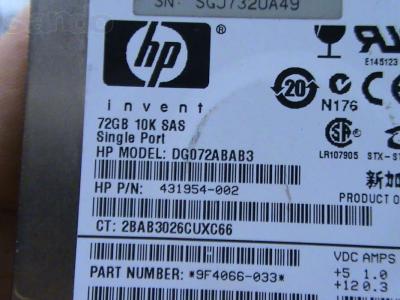 SN: SGJ732UA49
hp ®
invent
20
E145123
N176
LR107905
72GB 10K SAS
Single Port
HP MODEL: DG072ABAB3
HP P/N: 431954-002
PRODUCT O
新加
CT: 2BAB3026CUXC66
VDC AMPS
PART NUMBER: *9F4066-033*
+5 1.0
+12 0.3